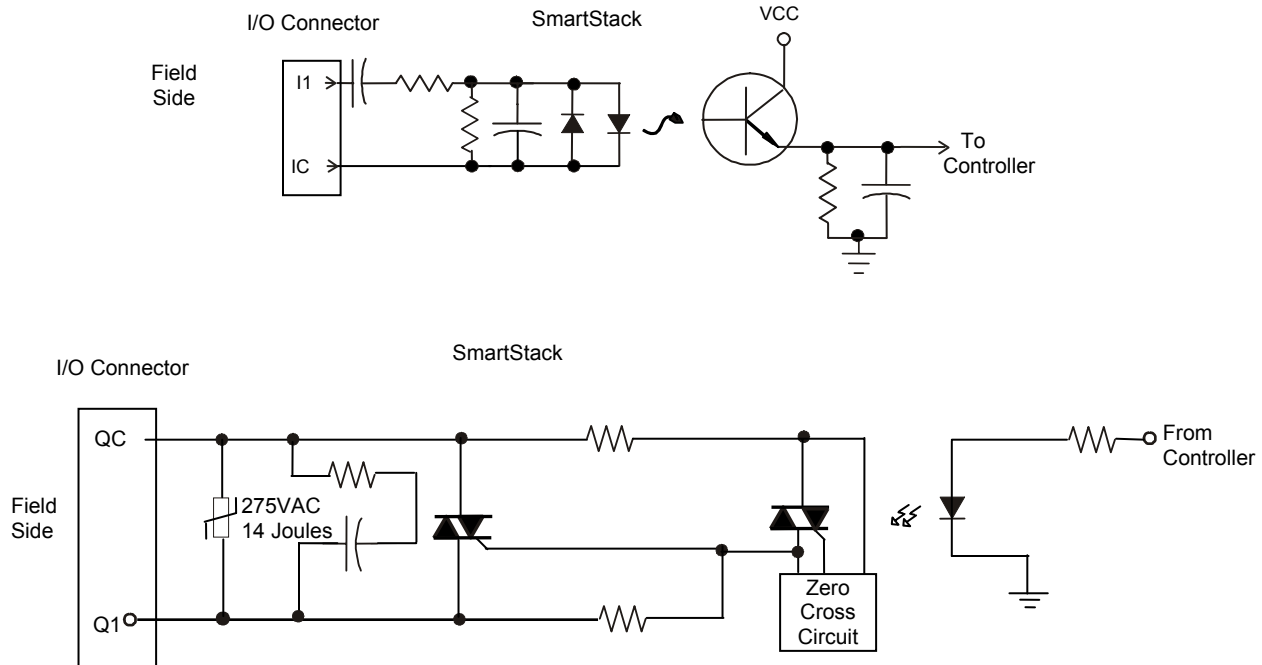 I/O Connector
SmartStack
VCC
Field
Side
I1
IC
To
Controller
SmartStack
I/O Connector
QC
From
Controller
Field
Side
275VAC
14 Joules
Zero
Cross
Circuit
Q1